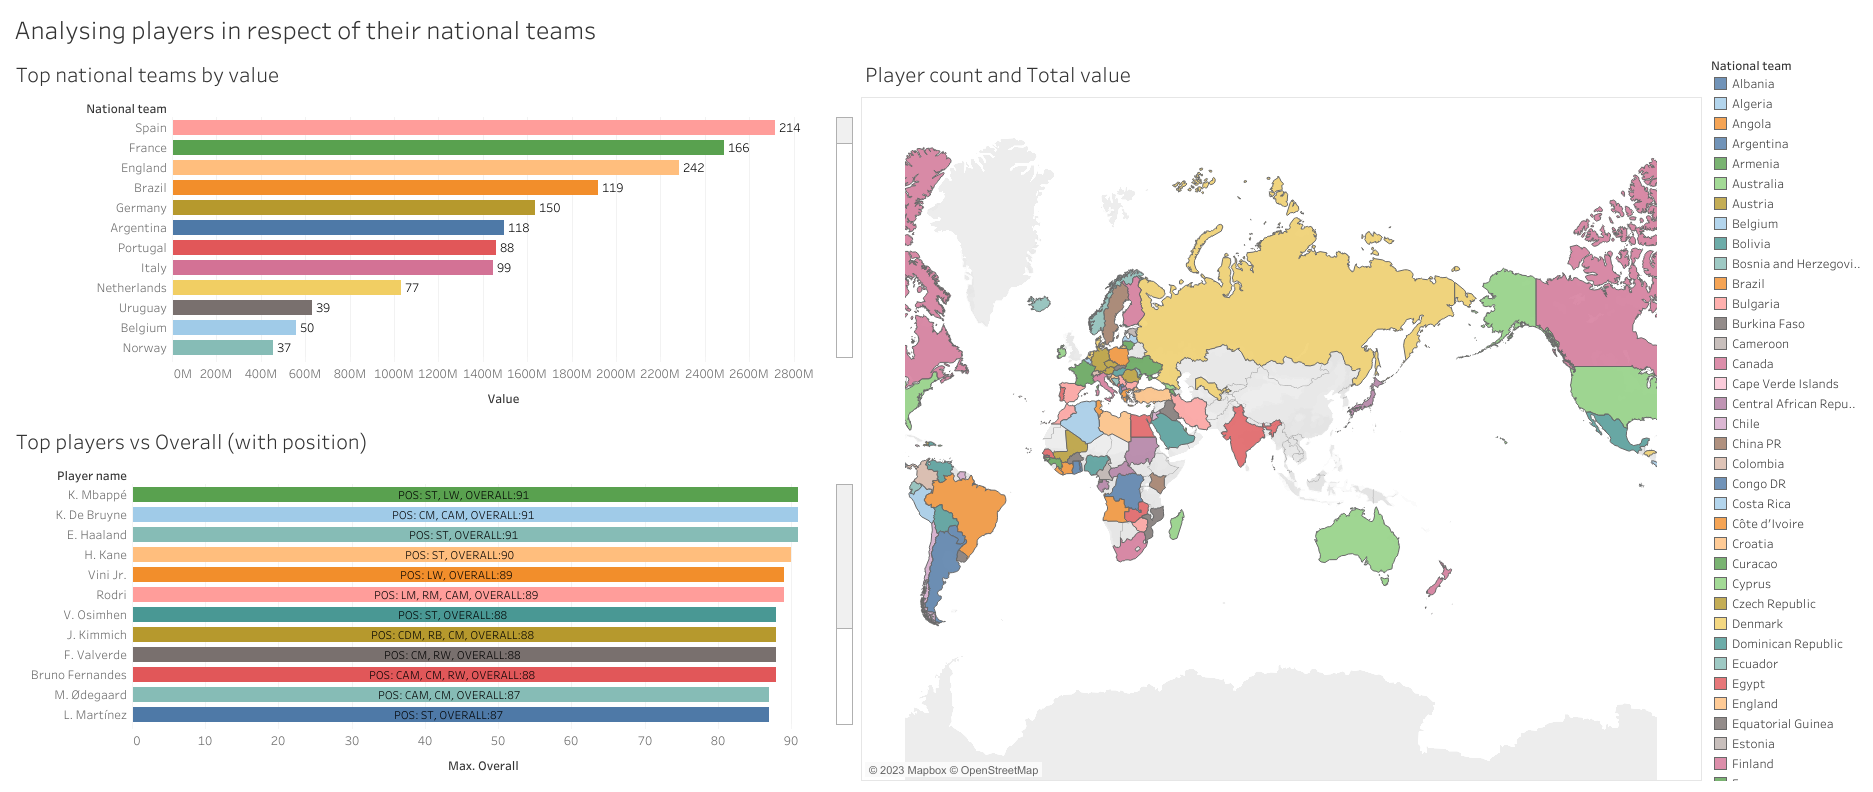 Analysing players in respect of their national teams
Top national teams by value
National team
Spain 214
France 166
England 242
Brazil 119
Germany 150
Argentina 118
Portugal 88
Italy 99
Netherlands 77
Uruguay 39
Belgium 50
Norway 37
0M 200M 400M 600M 800M 1000M 1200M 1400M 1600M 1800M 2000M 2200M 2400M 2600M 2800M
Value
Top players vs Overall (with position)
Player name
K. Mbappé POS: ST, LW, OVERALL:91
K. De Bruyne POS: CM, CAM, OVERALL:91
E. Haaland POS: ST, OVERALL:91
H. Kane POS: ST, OVERALL:90
Vini Jr. POS: LW, OVERALL:89
Rodri POS: LM, RM, CAM, OVERALL:89
V. Osimhen POS: ST, OVERALL:88
J. Kimmich POS: CDM, RB, CM, OVERALL:88
F. Valverde POS: CM, RW, OVERALL:88
Bruno Fernandes POS: CAM, CM, RW, OVERALL:88
M. Ødegaard POS: CAM, CM, OVERALL:87
L. Martínez POS: ST, OVERALL:87
0 10 20 30 40 50 60 70 80 90
Max. Overall
Player count and Total value
© 2023 Mapbox © OpenStreetMap
National team
Albania
Algeria
Angola
Argentina
Armenia
Australia
Austria
Belgium
Bolivia
Bosnia and Herzegovi..
Brazil
Bulgaria
Burkina Faso
Cameroon
Canada
Cape Verde Islands
Central African Repu..
Chile
China PR
Colombia
Congo DR
Costa Rica
Côte d'Ivoire
Croatia
Curacao
Cyprus
Czech Republic
Denmark
Dominican Republic
Ecuador
Egypt
England
Equatorial Guinea
Estonia
Finland